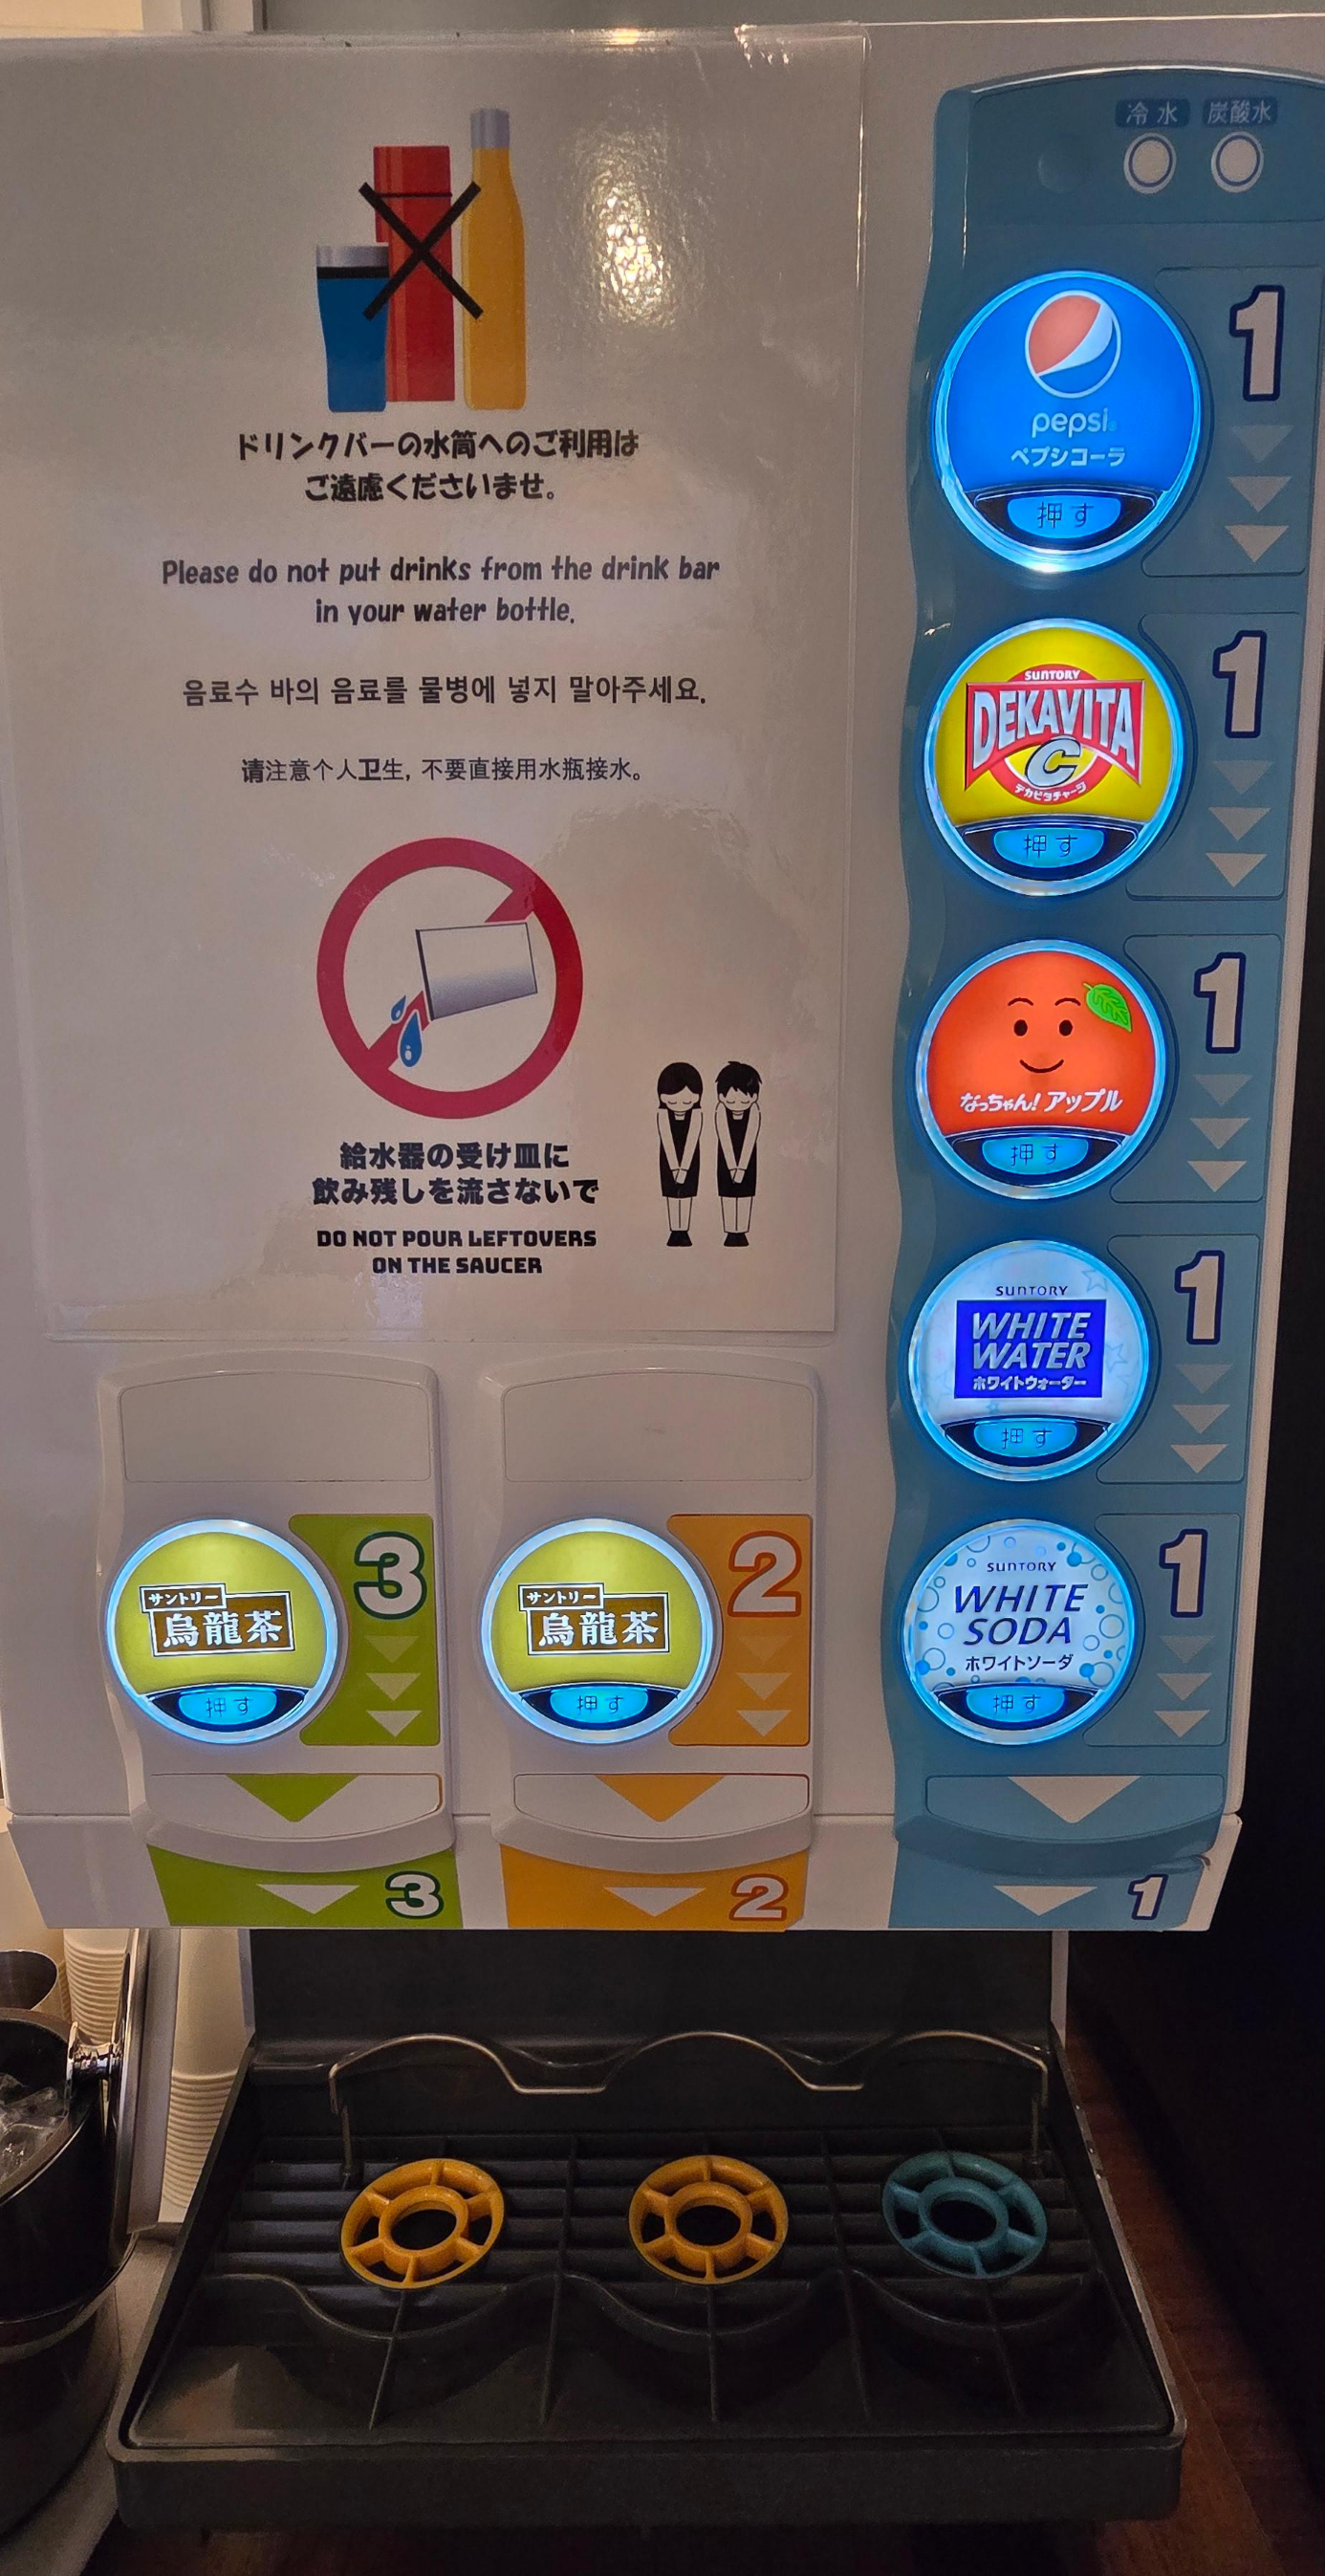 ドリンクバーの水筒へのご利用は
ご遠慮くださいませ。
Please do not put drinks from the drink bar
in your water bottle.
음료수 바의 음료를 물병에 넣지 말아주세요.
请注意个人卫生, 不要直接用水瓶接水。
給水器の受け皿に
飲み残しを流さないで
DO NOT POUR LEFTOVERS
ON THE SAUCER
冷水 炭酸水
pepsi
ペプシコーラ
押す
1
SUNTORY
DEKAVITA
C
デカビタチャージ
押す
1
なっちゃん! アップル
押す
1
SUNTORY
WHITE
WATER
ホワイトウォーター
押す
1
SUNTORY
WHITE
SODA
ホワイトソーダ
押す
1
サントリー
烏龍茶
押す
3
サントリー
烏龍茶
押す
2
3
2
1